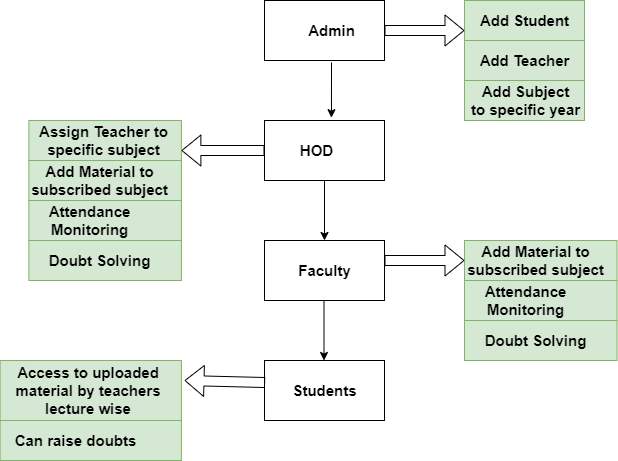 Admin
Add Student
Add Teacher
Add Subject
to specific year
HOD
Assign Teacher to
specific subject
Add Material to
subscribed subject
Attendance
Monitoring
Doubt Solving
Faculty
Add Material to
subscribed subject
Attendance
Monitoring
Doubt Solving
Students
Access to uploaded
material by teachers
lecture wise
Can raise doubts